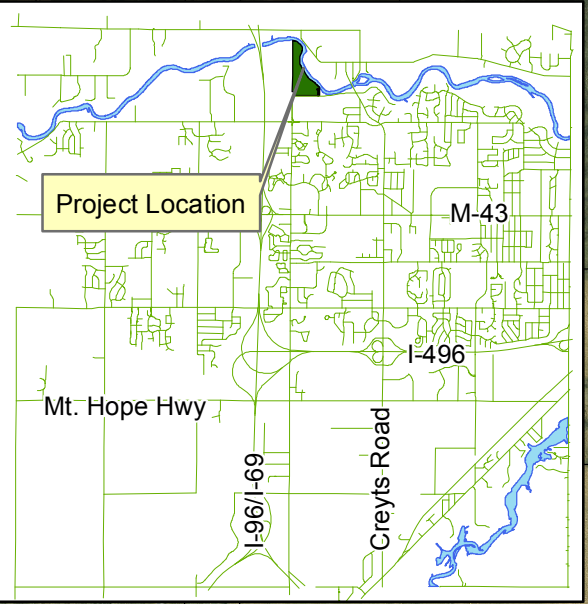 Project Location
M-43
I-496
Mt. Hope Hwy
I-96/I-69
Creyts Road